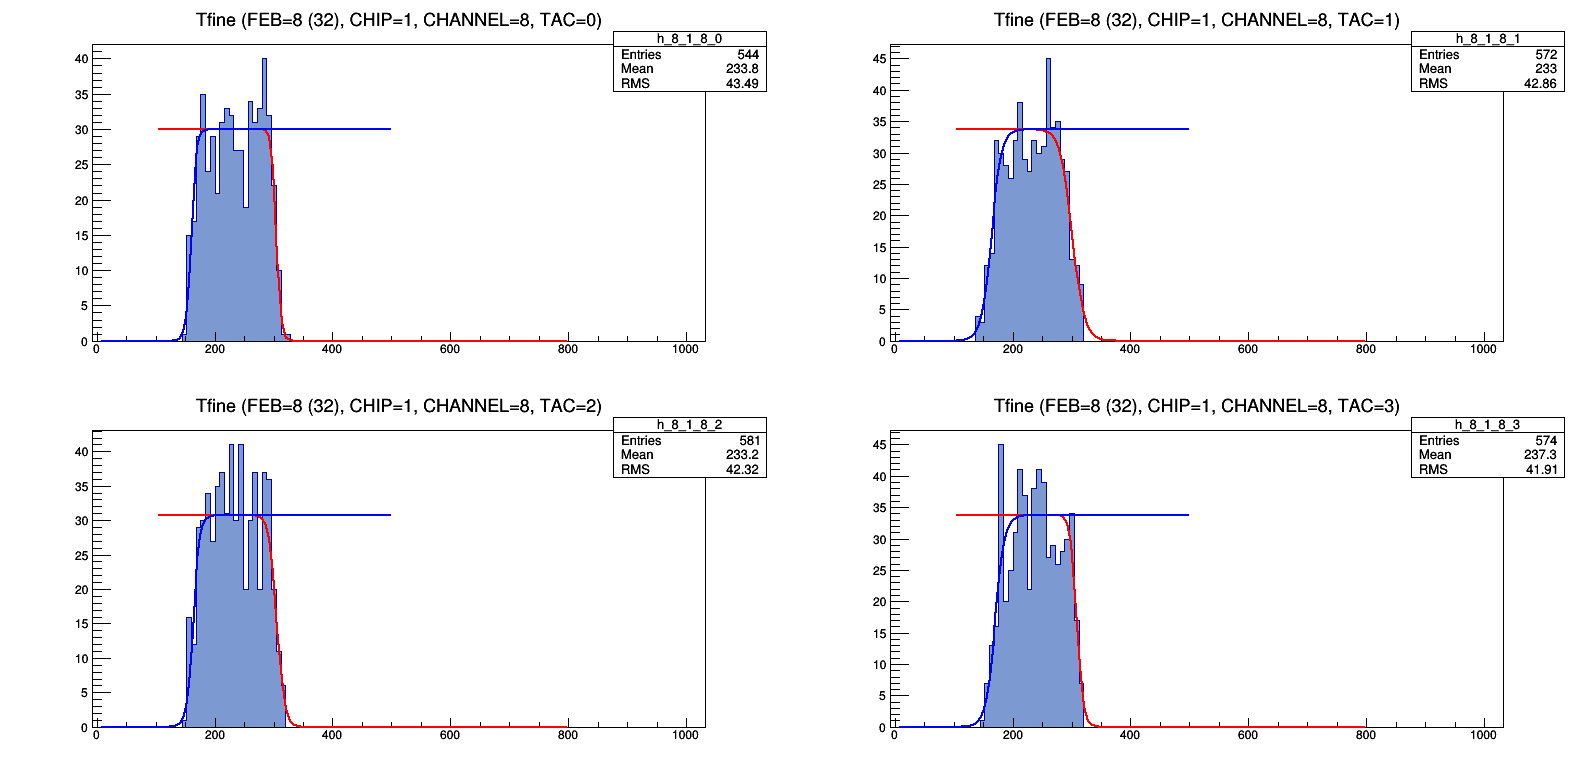 Tfine (FEB=8 (32), CHIP=1, CHANNEL=8, TAC=0)
h_8_1_8_0
Entries 544
Mean 233.8
RMS 43.49
40
35
30
25
20
15
10
5
0
0 200 400 600 800 1000
Tfine (FEB=8 (32), CHIP=1, CHANNEL=8, TAC=1)
h_8_1_8_1
Entries 572
Mean 233
RMS 42.86
45
40
35
30
25
20
15
10
5
0
0 200 400 600 800 1000
Tfine (FEB=8 (32), CHIP=1, CHANNEL=8, TAC=2)
h_8_1_8_2
Entries 581
Mean 233.2
RMS 42.32
40
35
30
25
20
15
10
5
0
0 200 400 600 800 1000
Tfine (FEB=8 (32), CHIP=1, CHANNEL=8, TAC=3)
h_8_1_8_3
Entries 574
Mean 237.3
RMS 41.91
45
40
35
30
25
20
15
10
5
0
0 200 400 600 800 1000